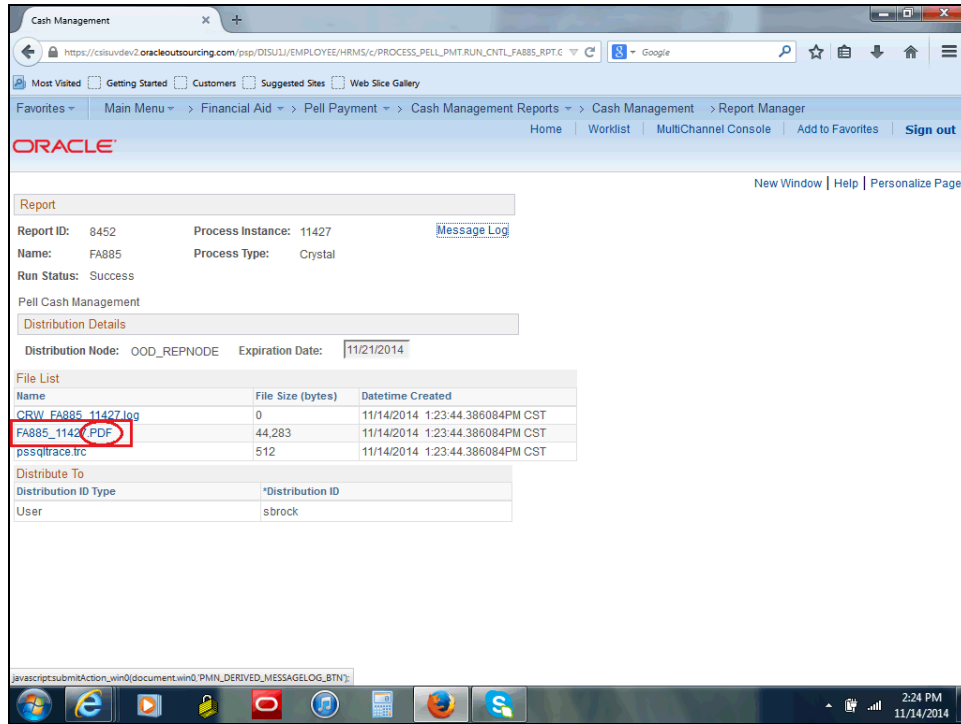 Cash Management
https://csisuvdev2.oracleoutsourcing.com/psp/DISU1J/EMPLOYEE/HRMS/c/PROCESS_PELL_PMT.RUN_CNTL_FA885_RPT.G
Google
Most Visited Getting Started Customers Suggested Sites Web Slice Gallery
Favorites Main Menu > Financial Aid > Pell Payment > Cash Management Reports > Cash Management > Report Manager
Home Worklist MultiChannel Console Add to Favorites Sign out
ORACLE
New Window | Help | Personalize Page
Report
Report ID: 8452 Process Instance: 11427 Message Log
Name: FA885 Process Type: Crystal
Run Status: Success
Pell Cash Management
Distribution Details
Distribution Node: OOD_REPNODE Expiration Date: 11/21/2014
File List
Name File Size (bytes) Datetime Created
CRW_FA885_11427.log 0 11/14/2014 1:23:44.386084PM CST
FA885_11427.PDF 44,283 11/14/2014 1:23:44.386084PM CST
pssqltrace.trc 512 11/14/2014 1:23:44.386084PM CST
Distribute To
Distribution ID Type *Distribution ID
User sbrock
javascript:submitAction_win0(document.win0,'PMN_DERIVED_MESSAGELOG_BTN');
2:24 PM
11/14/2014